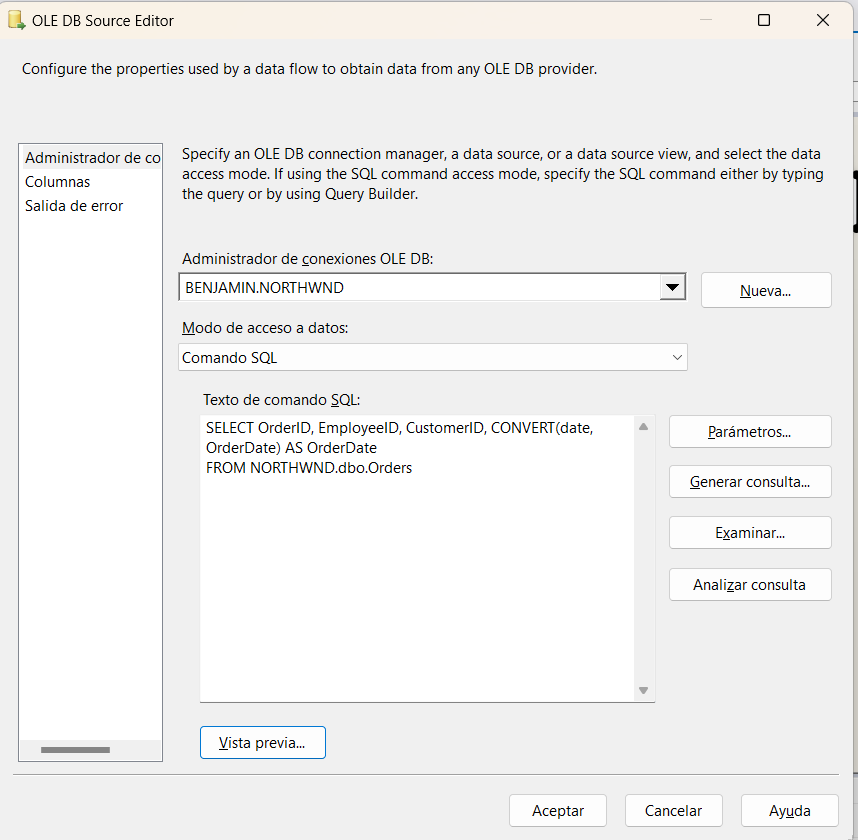 OLE DB Source Editor
Configure the properties used by a data flow to obtain data from any OLE DB provider.
Administrador de co
Columnas
Salida de error
Specify an OLE DB connection manager, a data source, or a data source view, and select the data
access mode. If using the SQL command access mode, specify the SQL command either by typing
the query or by using Query Builder.
Administrador de conexiones OLE DB:
BENJAMIN.NORTHWND
Nueva...
Modo de acceso a datos:
Comando SQL
Texto de comando SQL:
SELECT OrderID, EmployeeID, CustomerID, CONVERT(date,
OrderDate) AS OrderDate
FROM NORTHWND.dbo.Orders
Parámetros...
Generar consulta...
Examinar...
Analizar consulta
Vista previa...
Aceptar
Cancelar
Ayuda